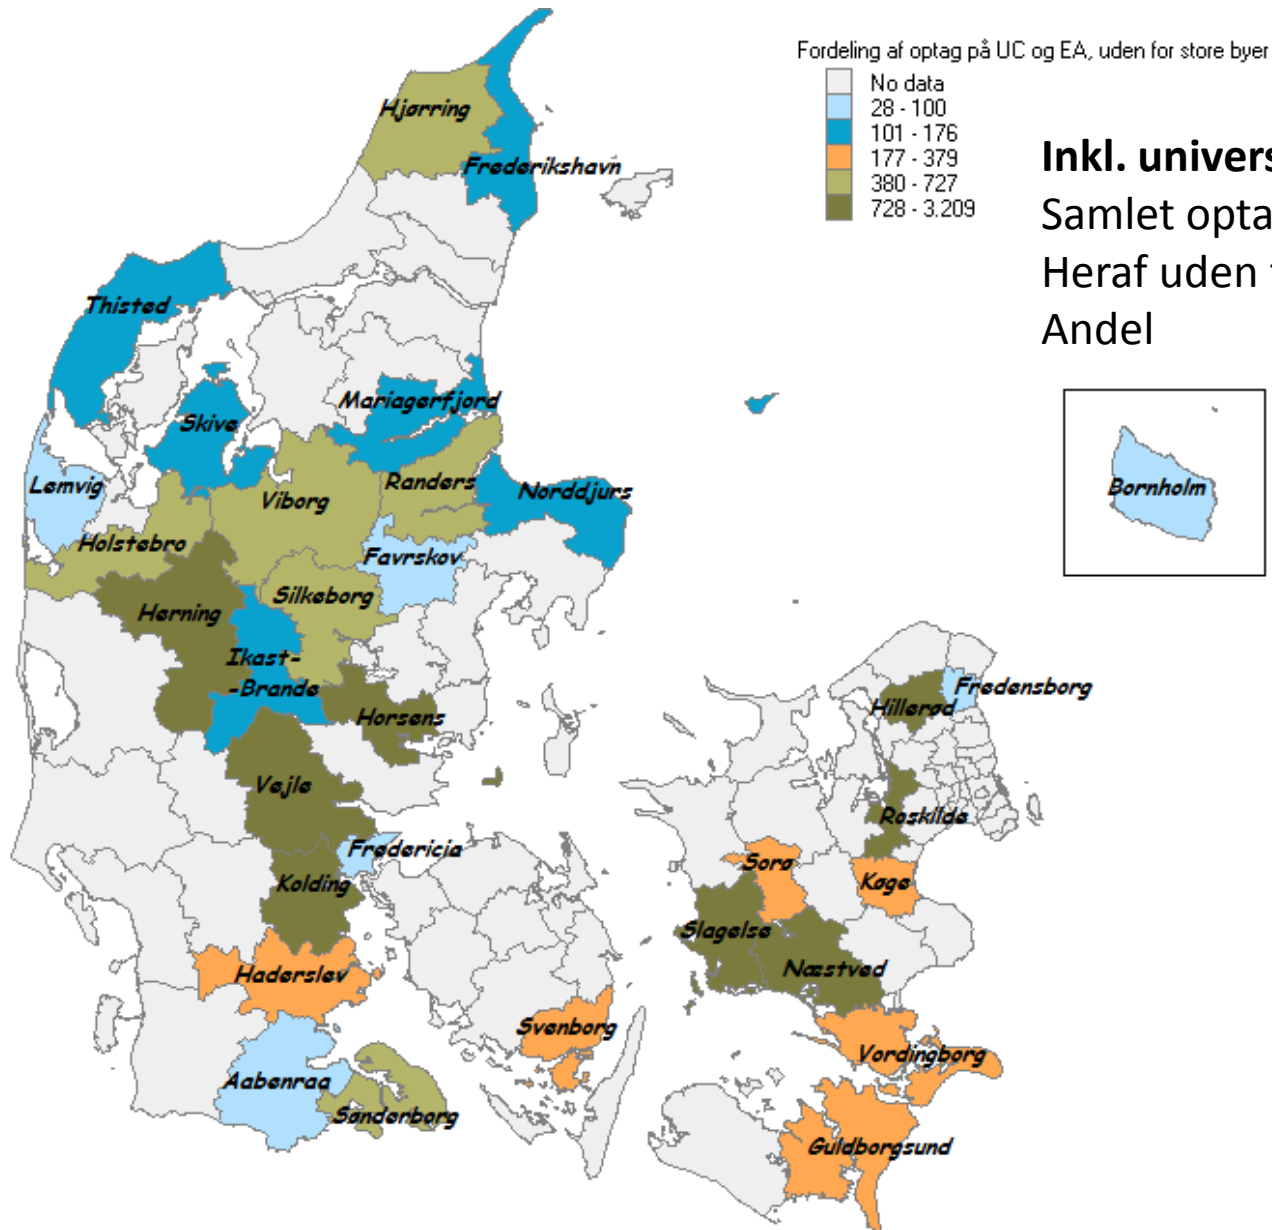 Fordeling af optag på UC og EA, uden for store byer
No data
28 - 100
101 - 176
177 - 379
380 - 727
728 - 3.209
Inkl. univers
Samlet opta
Heraf uden
Andel
Hjørring
Frederikshavn
Thisted
Mariagerfjord
Skive
Lemvig
Viborg
Randers
Norddjurs
Bornholm
Holstebro
Favrskov
Herning
Silkeborg
Ikast-
-Brande
Fredensborg
Hillerød
Horsens
Vejle
Roskilde
Fredericia
Sorø
Køge
Kolding
Slagelse
Næstved
Haderslev
Svenborg
Vordingborg
Aabenraa
Sønderborg
Guldborgsund